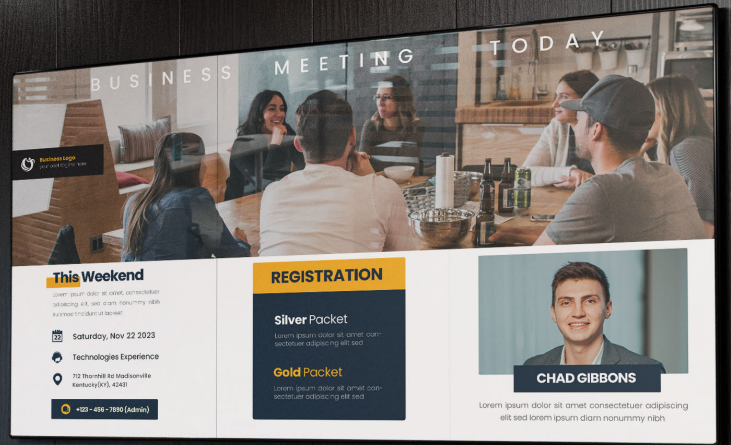 BUSINESS MEETING TODAY
Business Logo
This Weekend
Lorem ipsum dolor sit amet, consectetuer
adipiscing elit, sed diam nonummy nibh
euismod tincidunt ut laoreet
22
Saturday, Nov 22 2023
Technologies Experience
712 Thornhill Rd Madisonville
Kentucky(KY), 42431
+123 - 456 - 7890 (Admin)
REGISTRATION
Silver Packet
Lorem ipsum dolor sit amet con-
sectetuer adipiscing elit sed
Gold Packet
Lorem ipsum dolor sit amet con-
sectetuer adipiscing elit sed
CHAD GIBBONS
Lorem ipsum dolor sit amet consectetuer adipiscing
elit sed lorem ipsum dolor nonummy nibh